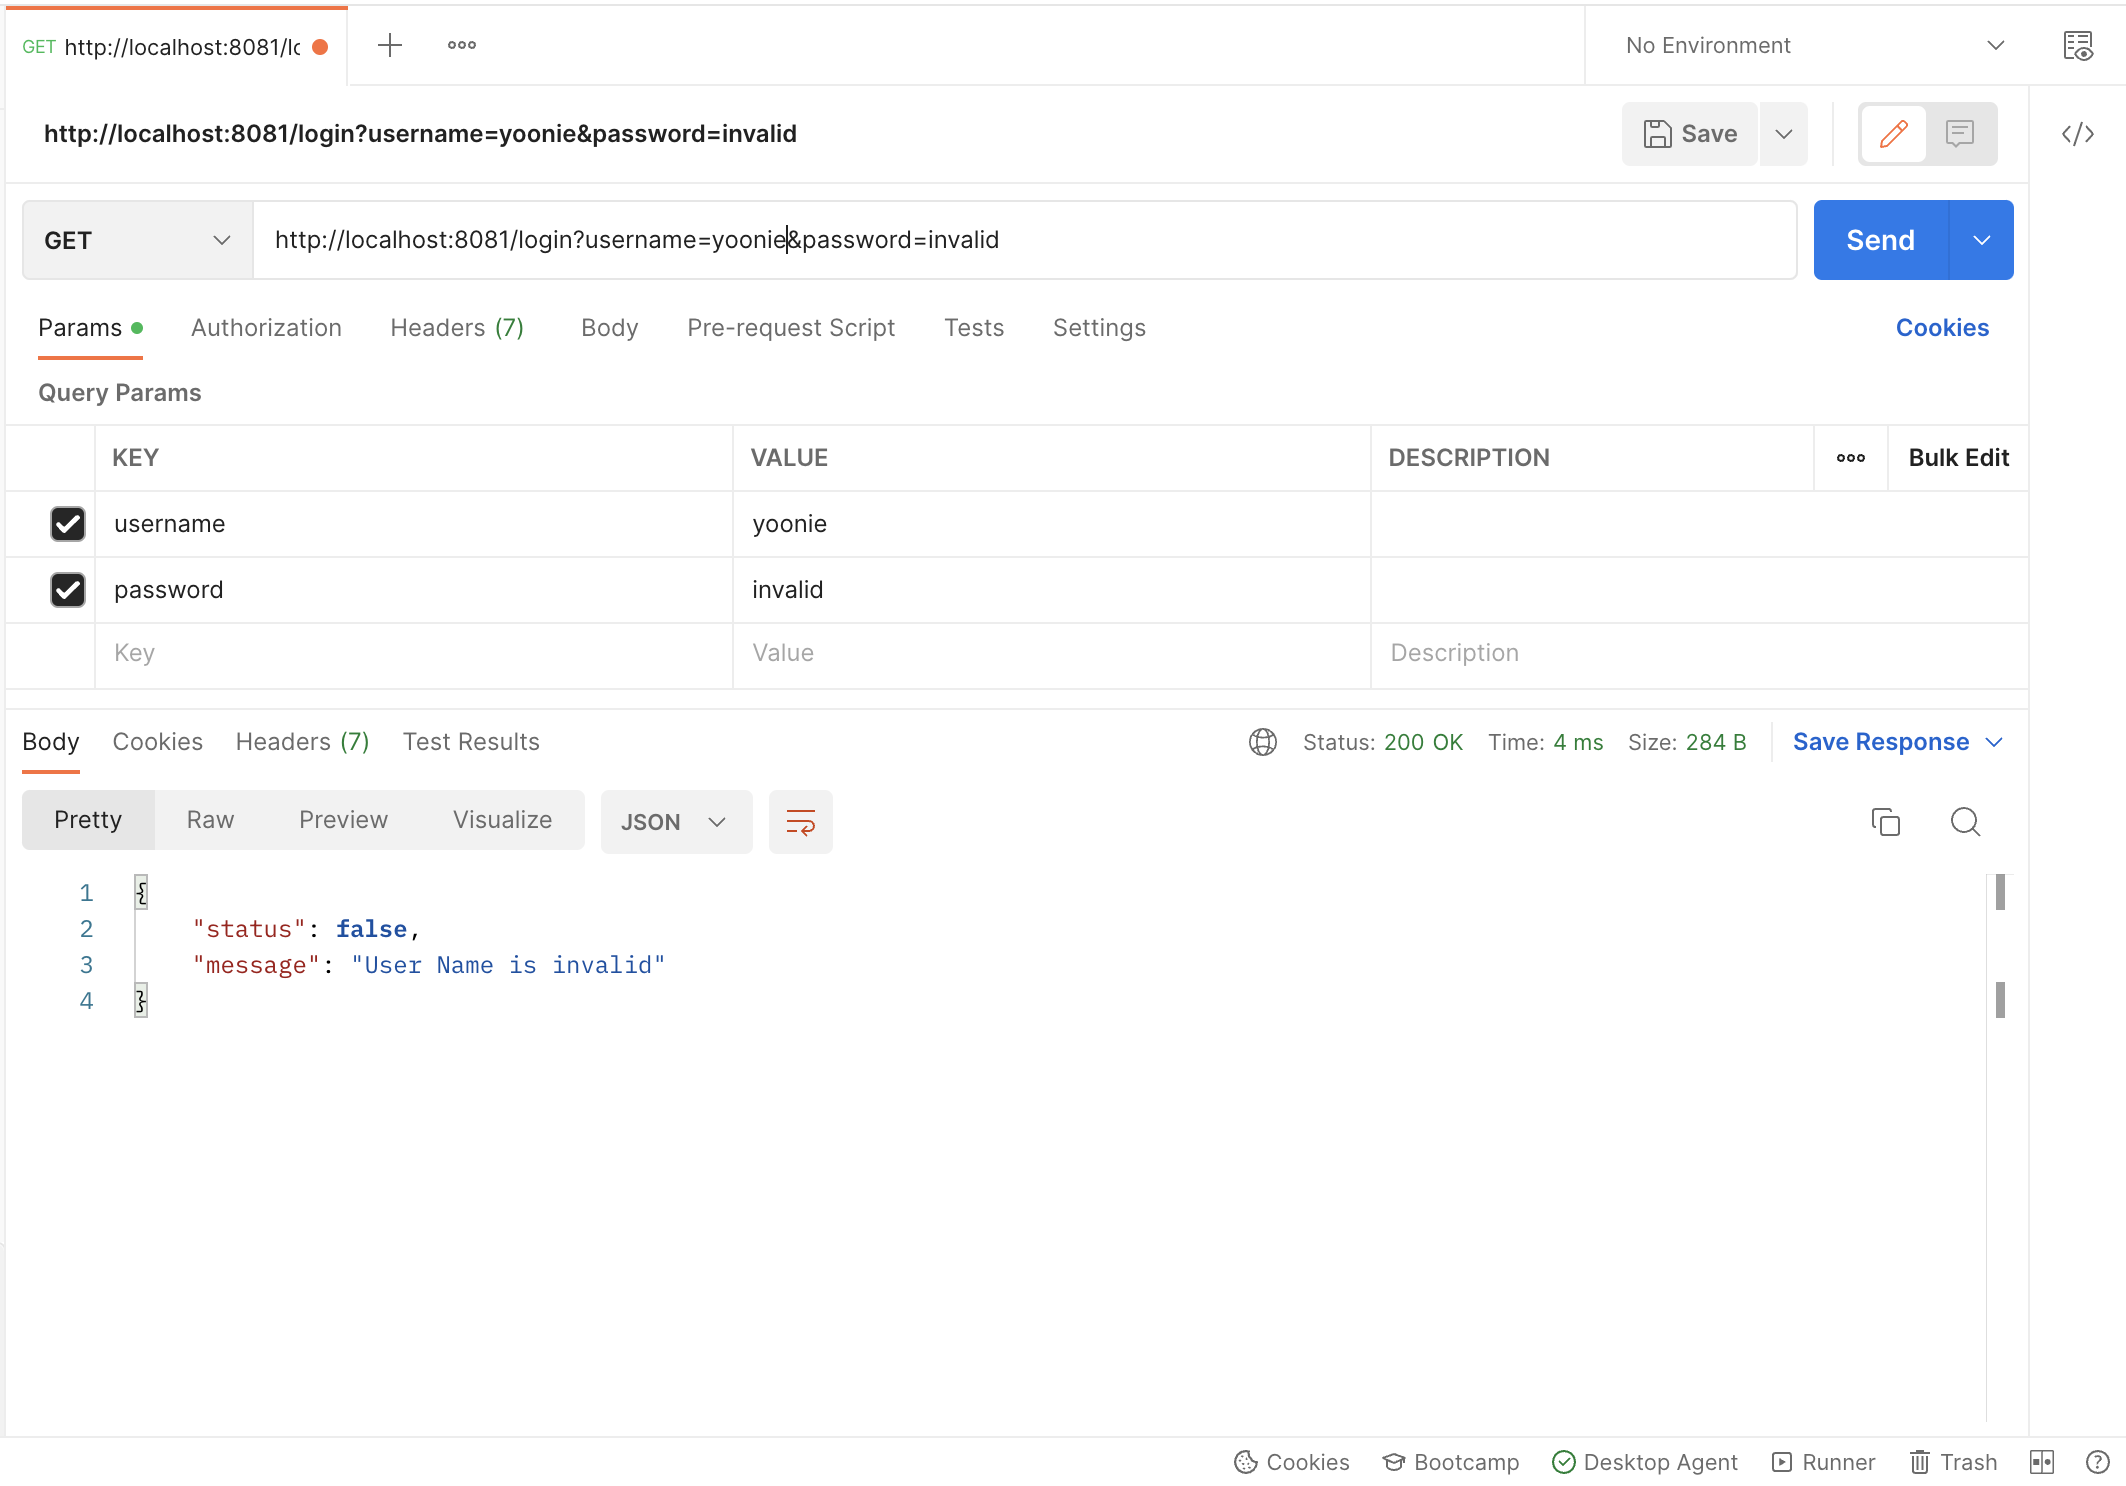 GET http://localhost:8081/lo
No Environment
http://localhost:8081/login?username=yoonie&password=invalid
Save
GET http://localhost:8081/login?username=yoonie&password=invalid Send
Params Authorization Headers (7) Body Pre-request Script Tests Settings Cookies
Query Params
KEY VALUE DESCRIPTION Bulk Edit
username yoonie
password invalid
Key Value Description
Body Cookies Headers (7) Test Results Status: 200 OK Time: 4 ms Size: 284 B Save Response
Pretty Raw Preview Visualize JSON
1 {
2 "status": false,
3 "message": "User Name is invalid"
4 }
Cookies Bootcamp Desktop Agent Runner Trash